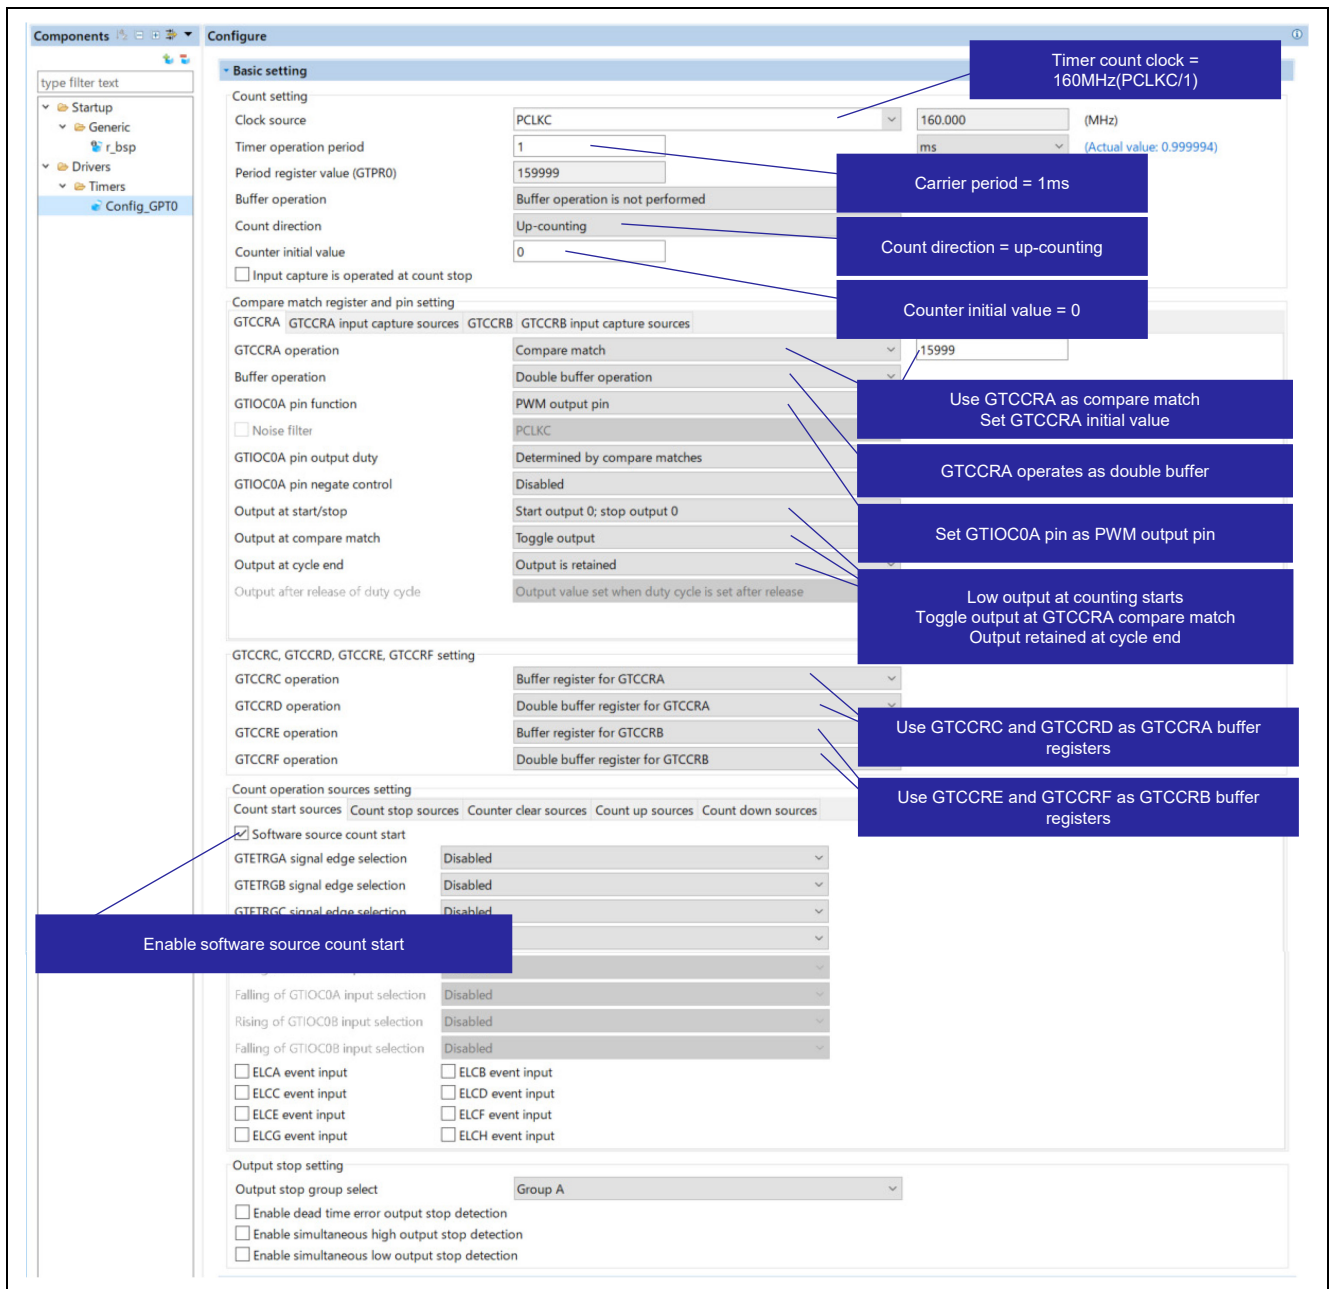 Components
Configure
type filter text
Startup
Generic
r_bsp
Drivers
Timers
Config_GPT0
Basic setting
Count setting
Clock source PCLKC 160.000 (MHz)
Timer operation period 1 ms (Actual value: 0.999994)
Period register value (GTPR0) 159999
Buffer operation Buffer operation is not performed
Count direction Up-counting
Counter initial value 0
Input capture is operated at count stop
Timer count clock =
160MHz(PCLKC/1)
Carrier period = 1ms
Count direction = up-counting
Counter initial value = 0
Compare match register and pin setting
GTCCRA GTCCRA input capture sources GTCCRB GTCCRB input capture sources
GTCCRA operation Compare match 15999
Buffer operation Double buffer operation
GTIOC0A pin function PWM output pin
Noise filter PCLKC
GTIOC0A pin output duty Determined by compare matches
GTIOC0A pin negate control Disabled
Output at start/stop Start output 0; stop output 0
Output at compare match Toggle output
Output at cycle end Output is retained
Output after release of duty cycle Output value set when duty cycle is set after release
Use GTCCRA as compare match
Set GTCCRA initial value
GTCCRA operates as double buffer
Set GTIOC0A pin as PWM output pin
Low output at counting starts
Toggle output at GTCCRA compare match
Output retained at cycle end
GTCCRC, GTCCRD, GTCCRE, GTCCRF setting
GTCCRC operation Buffer register for GTCCRA
GTCCRD operation Double buffer register for GTCCRA
GTCCRE operation Buffer register for GTCCRB
GTCCRF operation Double buffer register for GTCCRB
Use GTCCRC and GTCCRD as GTCCRA buffer
registers
Use GTCCRE and GTCCRF as GTCCRB buffer
registers
Count operation sources setting
Count start sources Count stop sources Counter clear sources Count up sources Count down sources
Software source count start
GTETRGA signal edge selection Disabled
GTETRGB signal edge selection Disabled
GTETRGC signal edge selection Disabled
Enable software source count start
Falling of GTIOC0A input selection Disabled
Rising of GTIOC0B input selection Disabled
Falling of GTIOC0B input selection Disabled
ELCA event input ELCB event input
ELCC event input ELCD event input
ELCE event input ELCF event input
ELCG event input ELCH event input
Output stop setting
Output stop group select Group A
Enable dead time error output stop detection
Enable simultaneous high output stop detection
Enable simultaneous low output stop detection